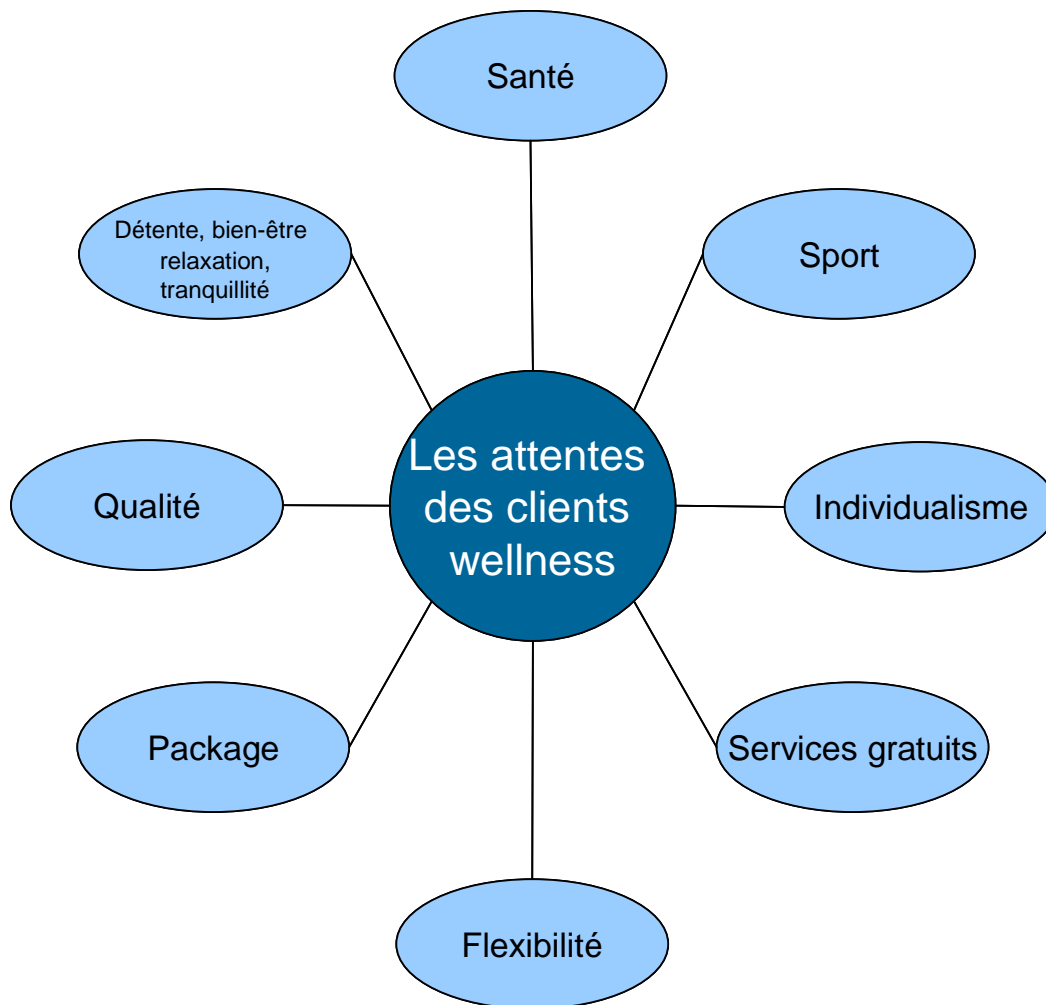 Santé
Détente, bien-être
relaxation,
tranquillité
Sport
Les attentes
des clients
wellness
Qualité
Individualisme
Package
Services gratuits
Flexibilité